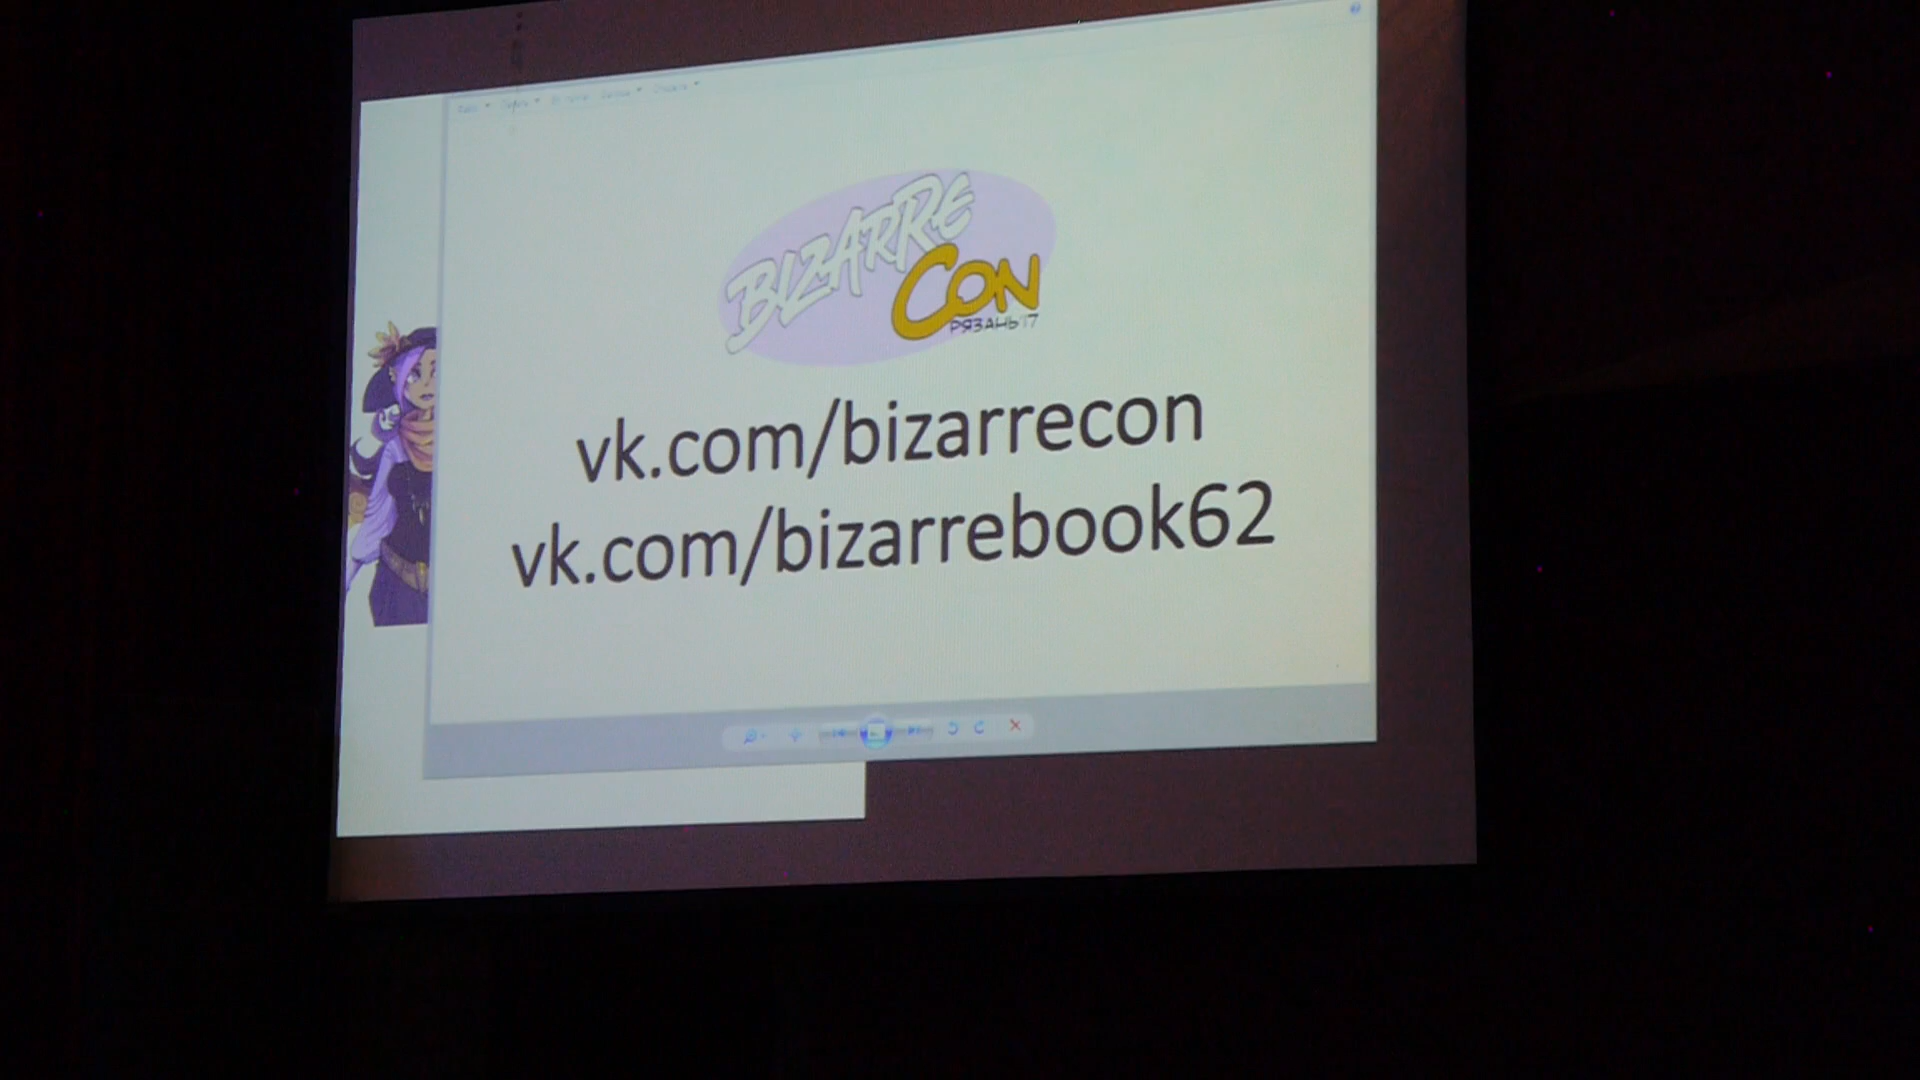 BIZARRE
CON
РЯЗАНЬ'17
vk.com/bizarrecon
vk.com/bizarrebook62